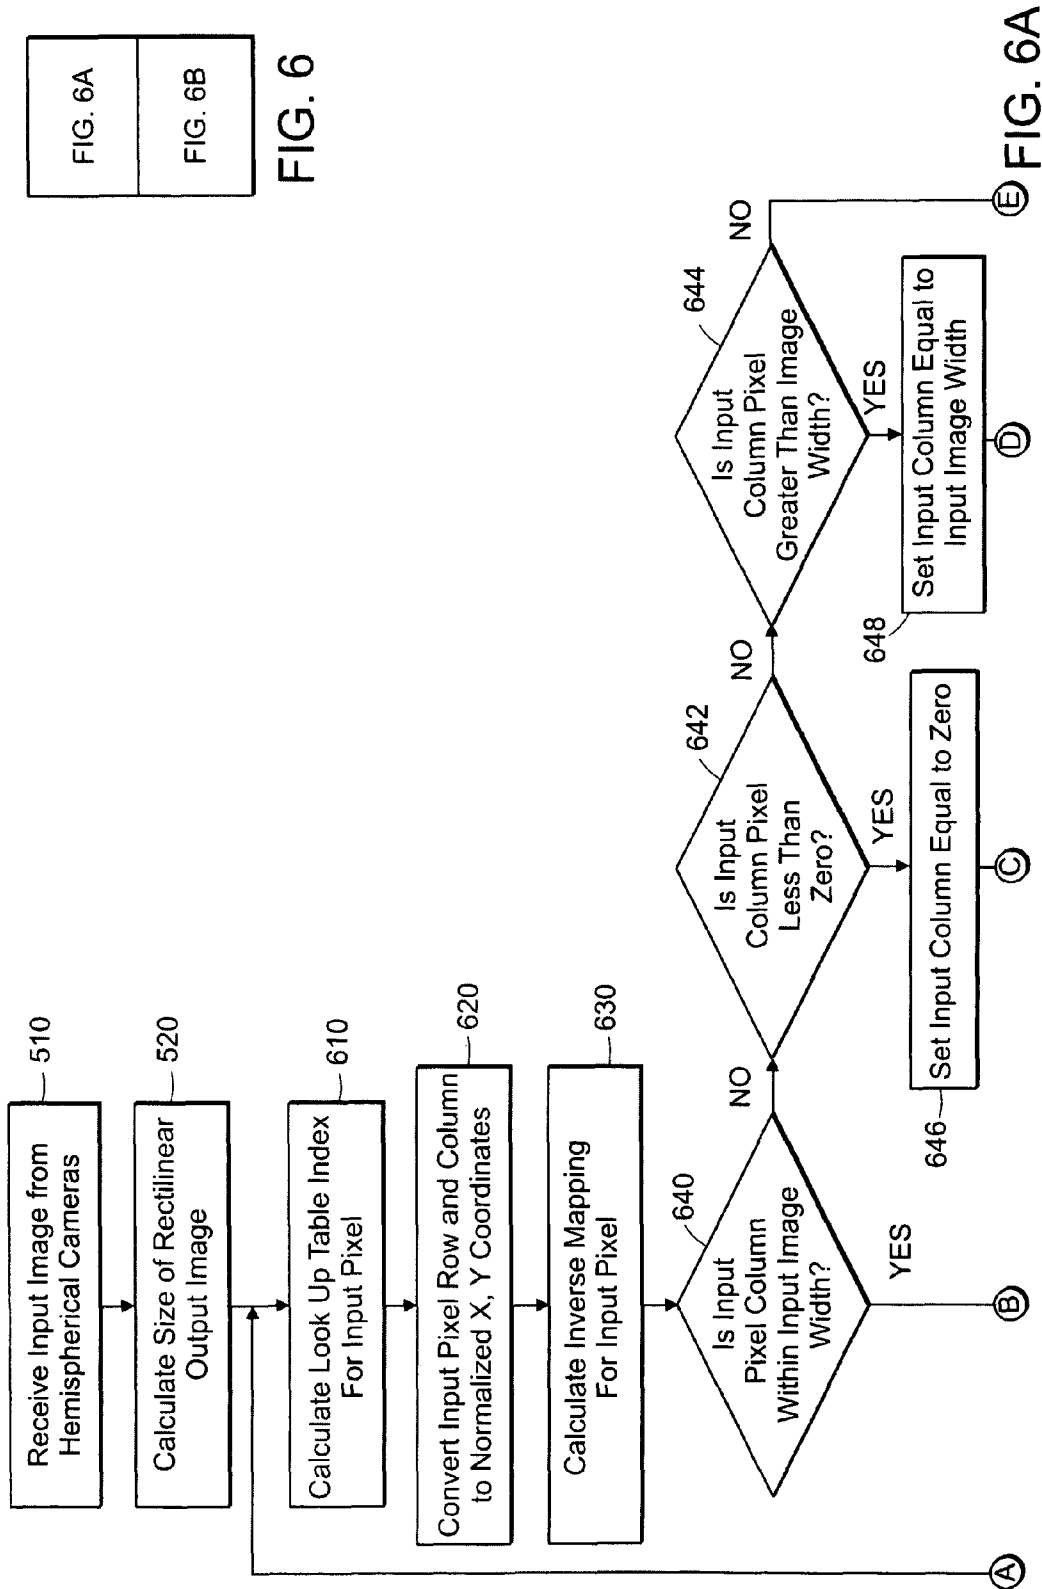 510
Receive Input Image from
Hemispherical Cameras
520
Calculate Size of Rectilinear
Output Image
610
Calculate Look Up Table Index
For Input Pixel
620
Convert Input Pixel Row and Column
to Normalized X, Y Coordinates
630
Calculate Inverse Mapping
For Input Pixel
640
Is Input
Pixel Column
Within Input Image
Width?
NO
YES
642
Is Input
Column Pixel
Less Than
Zero?
NO
YES
644
Is Input
Column Pixel
Greater Than Image
Width?
NO
YES
646
Set Input Column Equal to Zero
648
Set Input Column Equal to
Input Image Width
A
B
C
D
E
FIG. 6A
FIG. 6B
FIG. 6
FIG. 6A